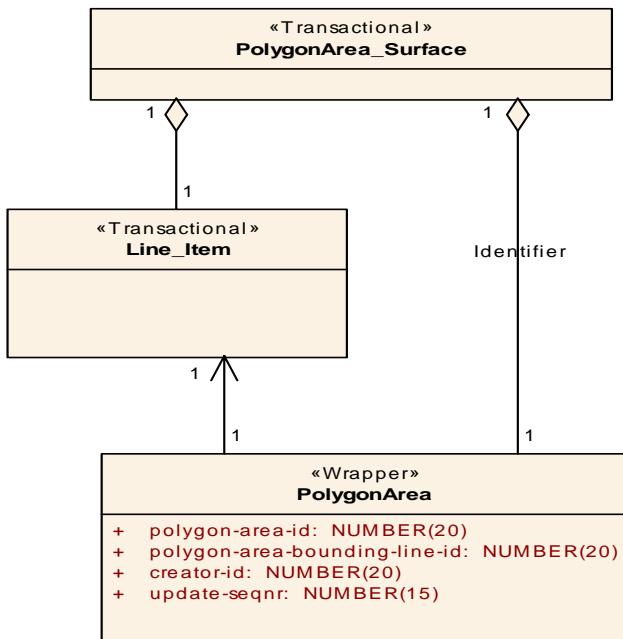 «Transactional»
PolygonArea_Surface
1
1
1
«Transactional»
Line_Item
Identifier
1
1
1
«Wrapper»
PolygonArea
+ polygon-area-id: NUMBER(20)
+ polygon-area-bounding-line-id: NUMBER(20)
+ creator-id: NUMBER(20)
+ update-seqnr: NUMBER(15)